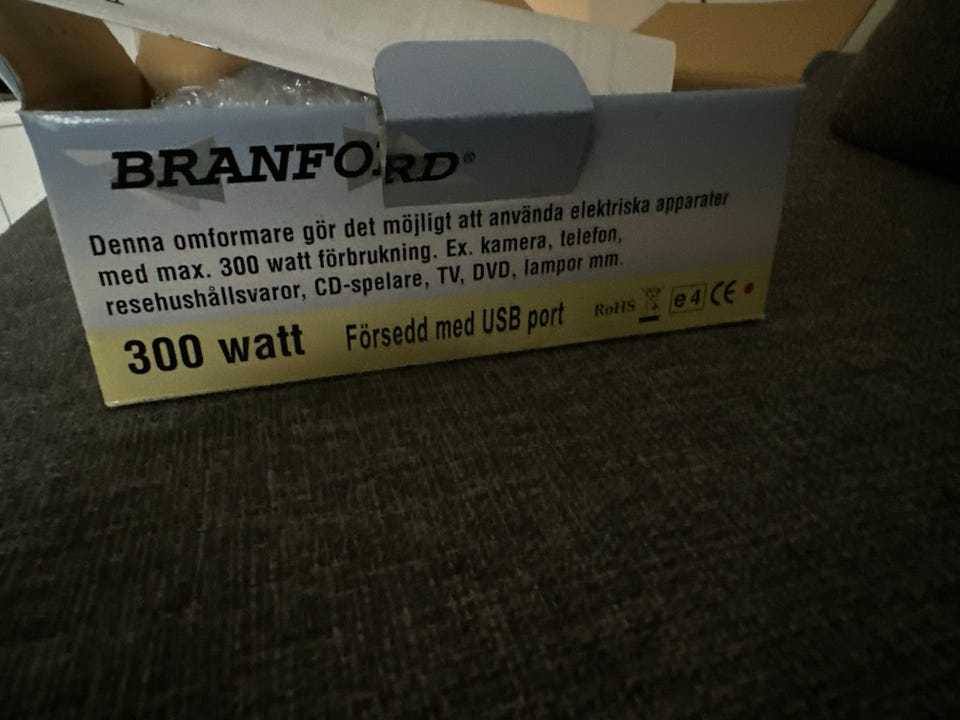 BRANFORD®
Denna omformare gör det möjligt att använda elektriska apparater
med max. 300 watt förbrukning. Ex. kamera, telefon,
resehushållsvaror, CD-spelare, TV, DVD, lampor mm.
300 watt Försedd med USB port RoHS e4 CE